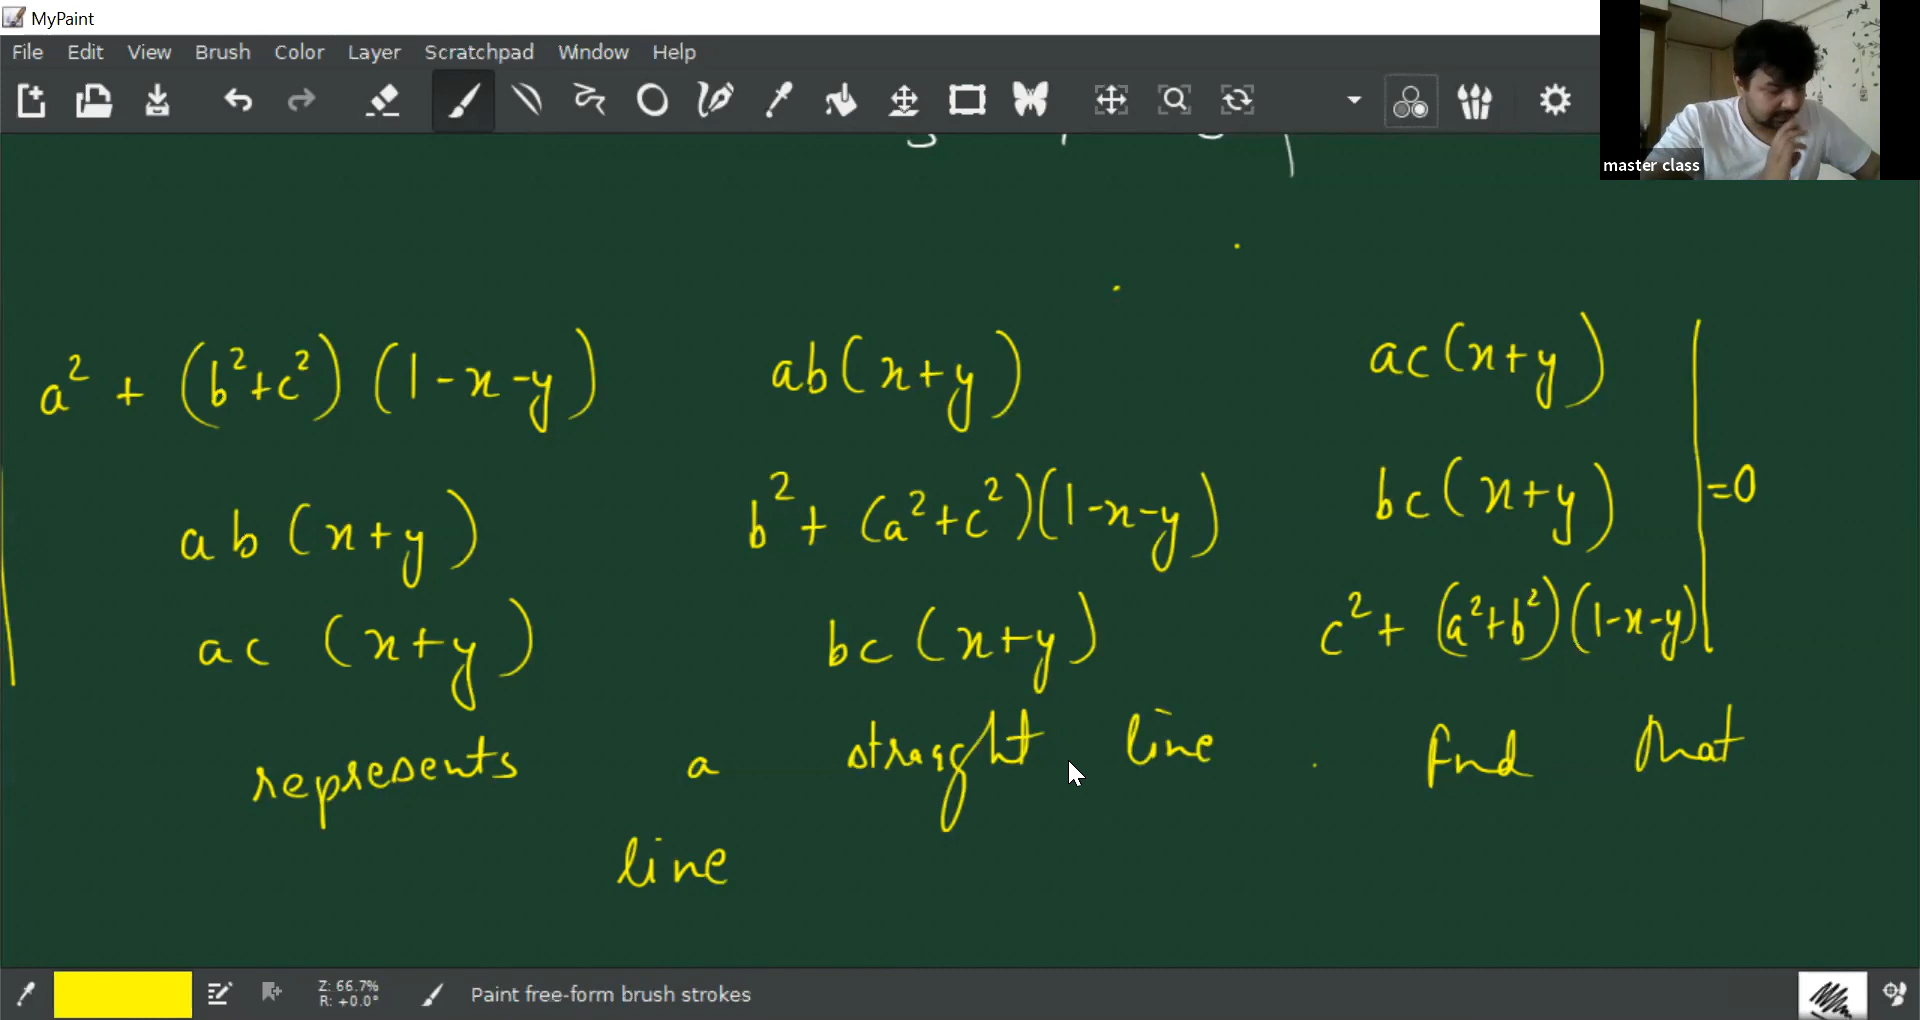 MyPaint
File Edit View Brush Color Layer Scratchpad Window Help
master class
a² + (b²+c²) (1-x-y) ab(x+y) ac(x+y)
ab (x+y) b² + (a²+c²)(1-x-y) bc(x+y) =0
ac (x+y) bc (x+y) c² + (a²+b²)(1-x-y)
represents a straight line . find that
line
Z: 66.7%
R: +0.0°
Paint free-form brush strokes